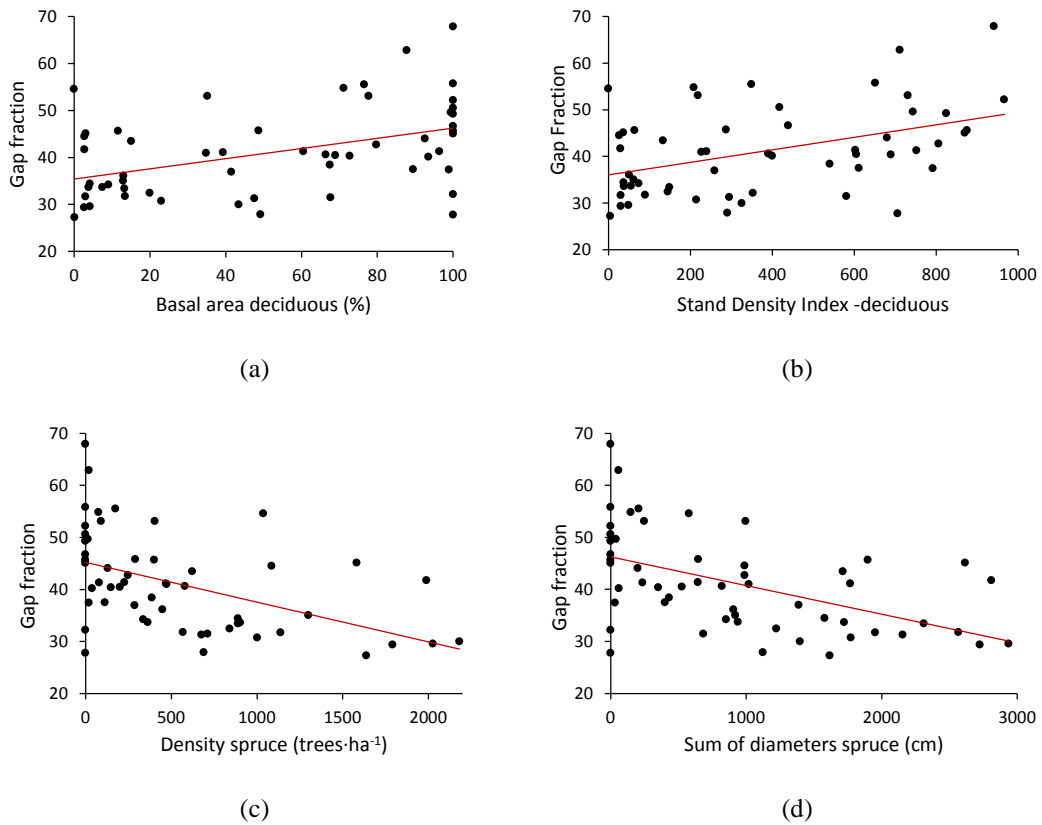 70
60
50
40
30
20
0 20 40 60 80 100
Gap fraction
Basal area deciduous (%)
(a)
70
60
50
40
30
20
0 200 400 600 800 1000
Gap Fraction
Stand Density Index -deciduous
(b)
70
60
50
40
30
20
0 500 1000 1500 2000
Gap fraction
Density spruce (trees·ha⁻¹)
(c)
70
60
50
40
30
20
0 1000 2000 3000
Gap fraction
Sum of diameters spruce (cm)
(d)